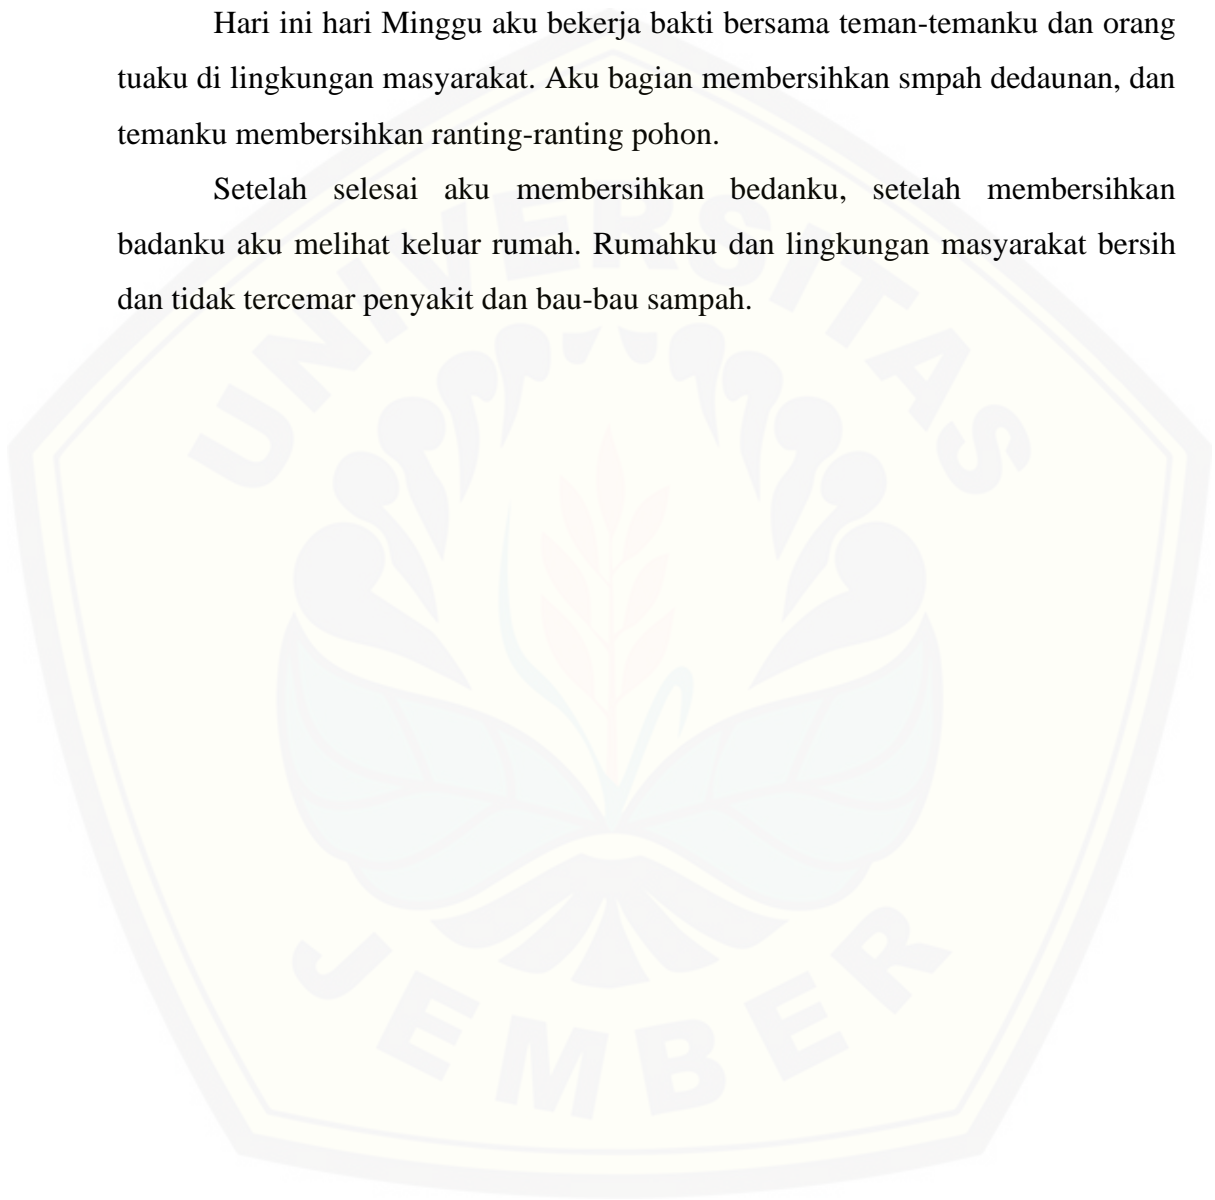 Hari ini hari Minggu aku bekerja bakti bersama teman-temanku dan orang
tuaku di lingkungan masyarakat. Aku bagian membersihkan smpah dedaunan, dan
temanku membersihkan ranting-ranting pohon.
Setelah selesai aku membersihkan bedanku, setelah membersihkan
badanku aku melihat keluar rumah. Rumahku dan lingkungan masyarakat bersih
dan tidak tercemar penyakit dan bau-bau sampah.
UNIVERSITAS
JEMBER